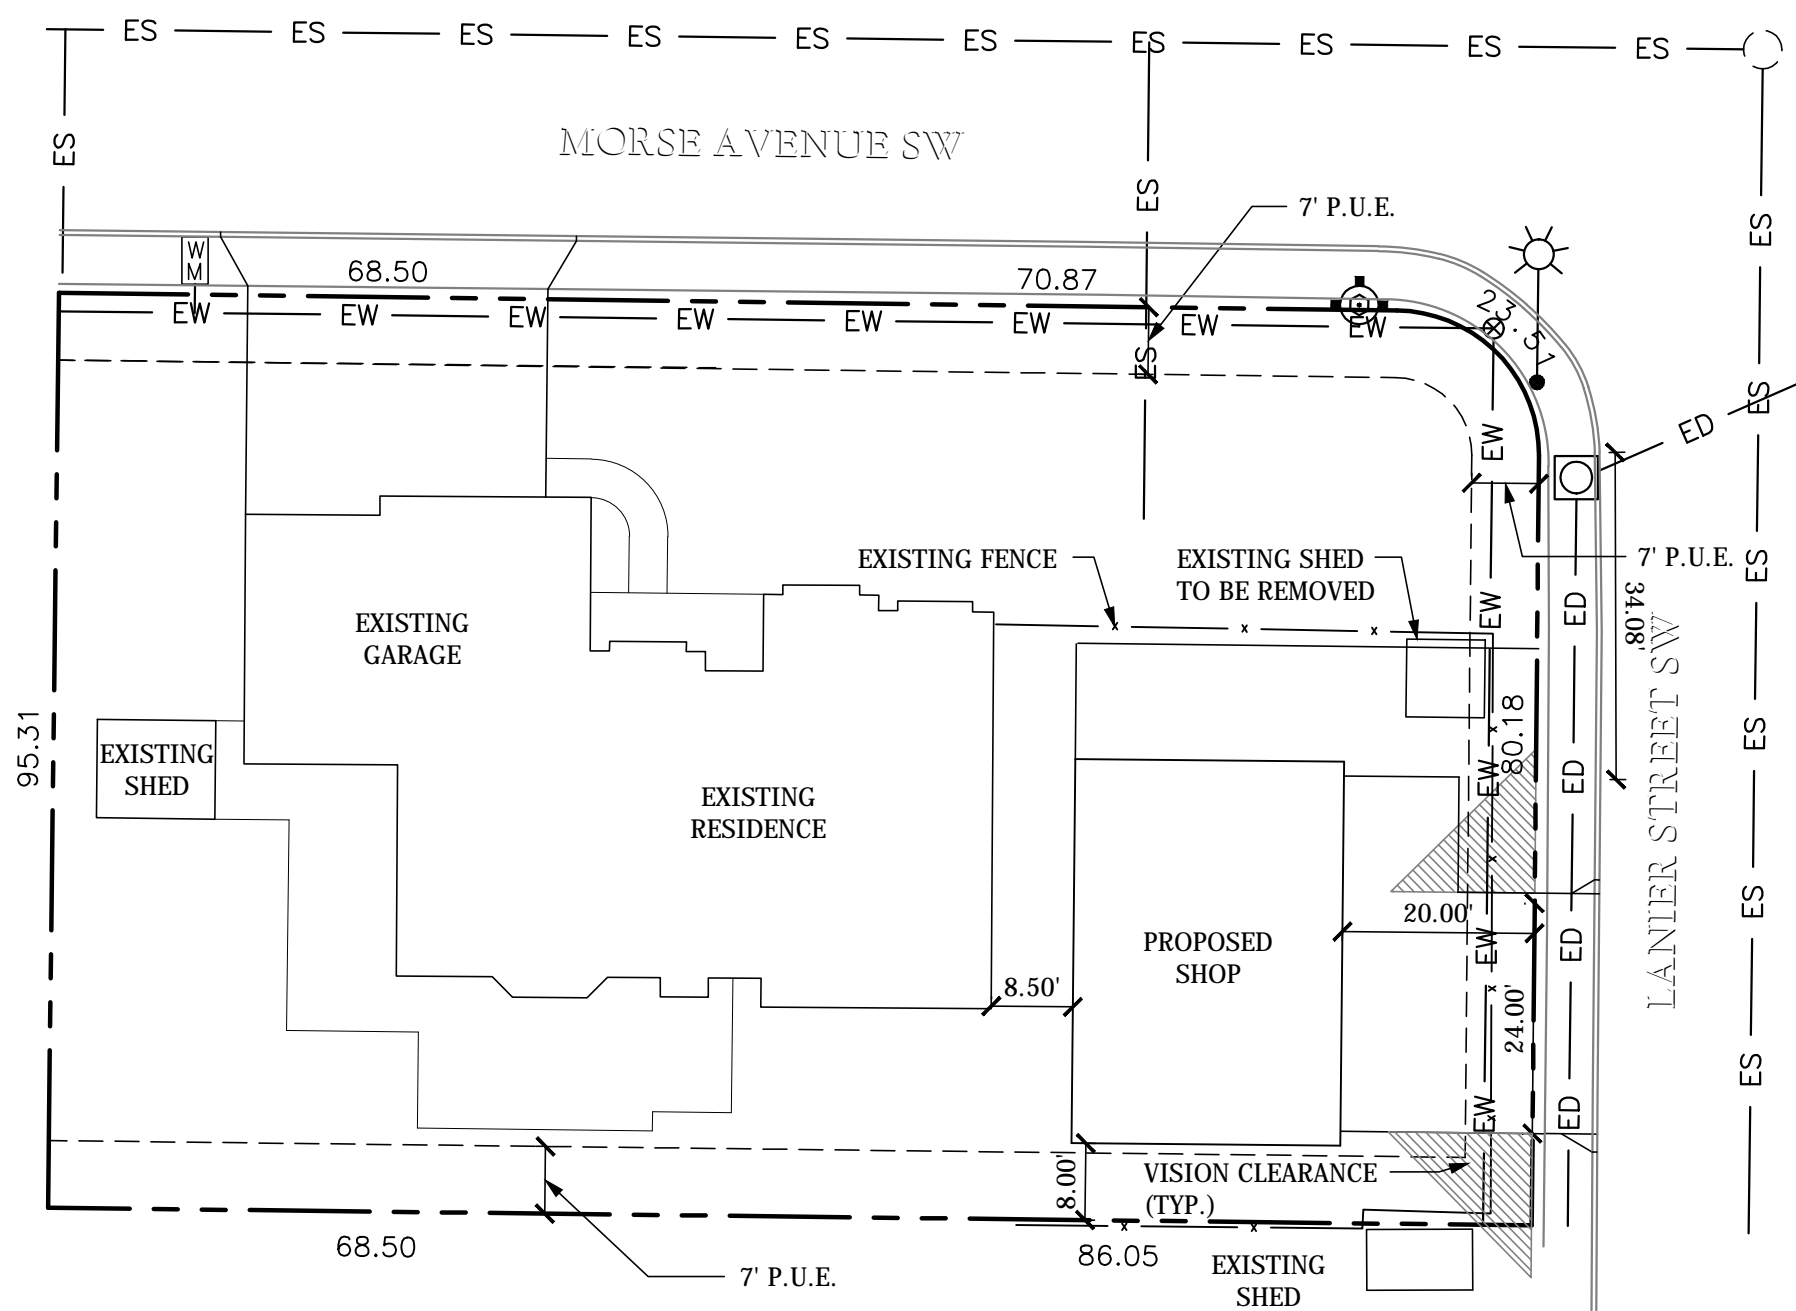 ES ES ES ES ES ES ES ES ES ES
ES
MORSE AVENUE SW
ES
7' P.U.E.
ES
W
M
68.50
70.87
23.51
EW EW EW EW EW EW EW EW
ES
ES
ED
EW
EXISTING FENCE
EXISTING SHED
TO BE REMOVED
7' P.U.E.
ES
34.08'
EW
ED
EXISTING
GARAGE
LANIER STREET SW
95.31
EXISTING
SHED
80.18
EW
ED
ES
EXISTING
RESIDENCE
20.00'
ES
PROPOSED
SHOP
EW
ED
8.50'
24.00'
ES
EW
ED
8.00'
VISION CLEARANCE
(TYP.)
68.50
86.05
7' P.U.E.
EXISTING
SHED